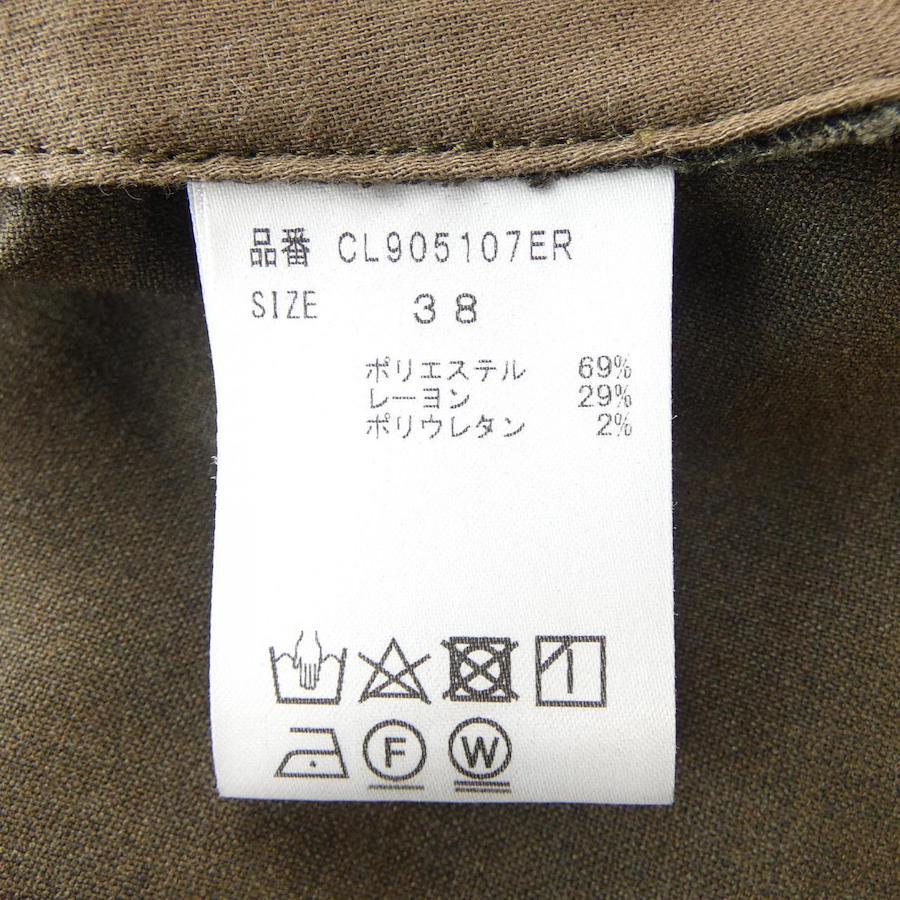 品番 CL905107ER
SIZE 38
ポリエステル 69%
レーヨン 29%
ポリウレタン 2%
F W